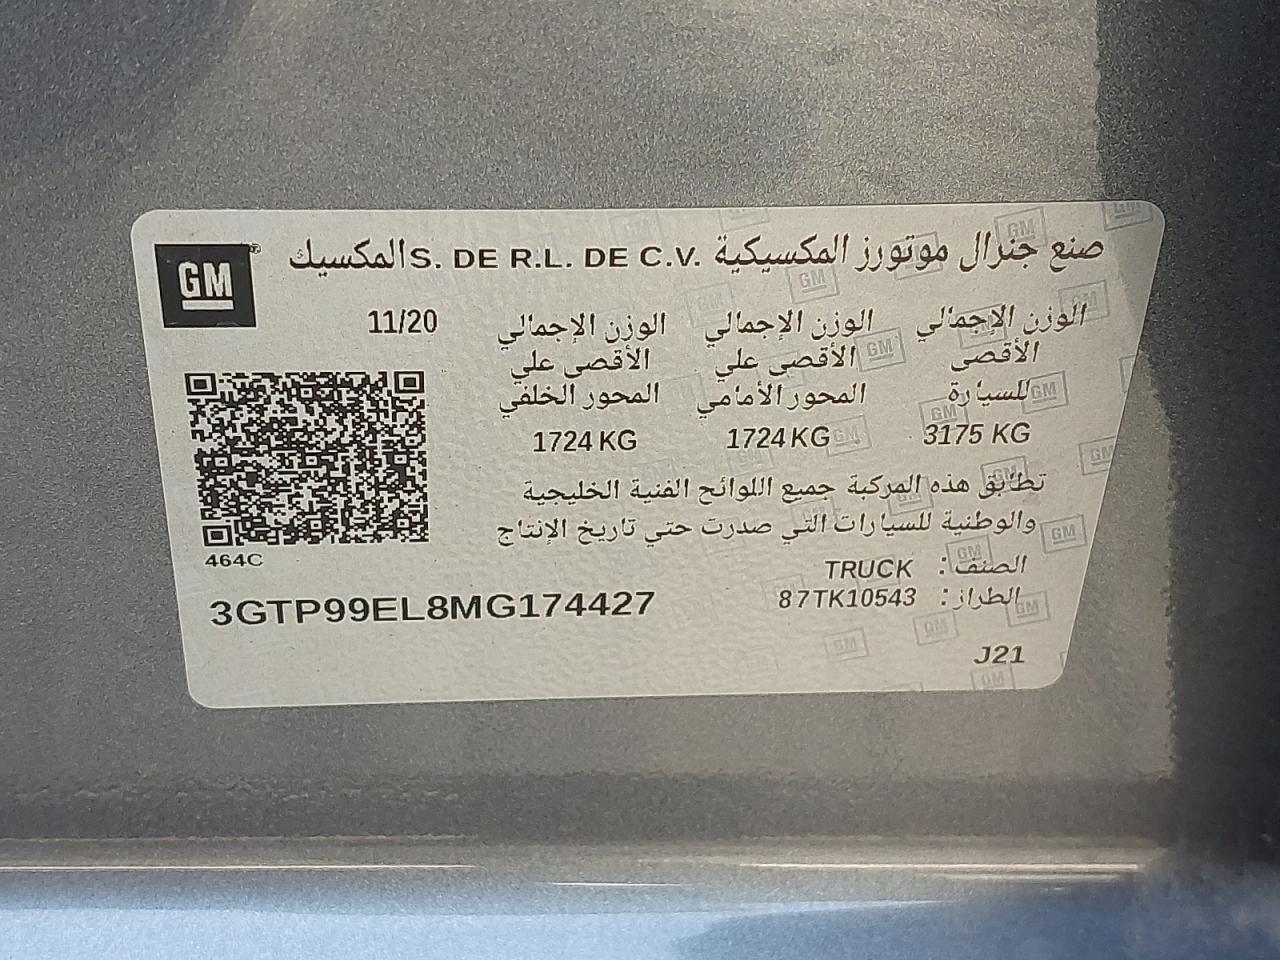 GM
صنع جنرال موتورز المكسيكية S. DE R.L. DE C.V. المكسيك
11/20
الوزن الإجمالي الوزن الإجمالي الوزن الإجمالي
الأقصى الأقصى علي الأقصى علي
للسيارة المحور الأمامي المحور الخلفي
3175 KG 1724 KG 1724 KG
تطابق هذه المركبة جميع اللوائح الفنية الخليجية
والوطنية للسيارات التي صدرت حتي تاريخ الإنتاج
464C
الصنف: TRUCK
الطراز: 87TK10543
3GTP99EL8MG174427
J21